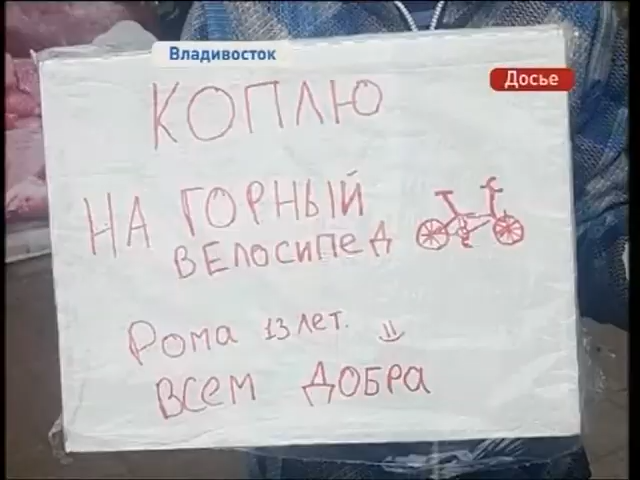 Владивосток
Досье
КОПЛЮ
НА ГОРНЫЙ
ВЕЛОСИПЕД
Рома 13 лет.
ВСЕМ ДОБРА